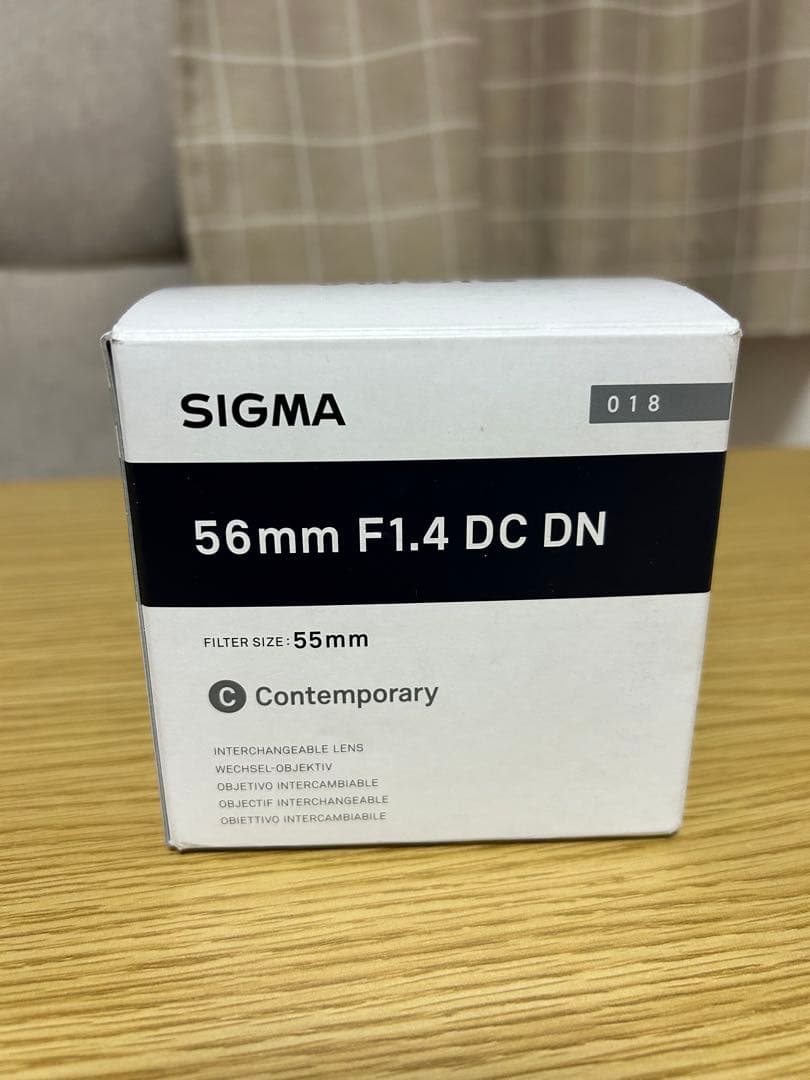 SIGMA
018
56mm F1.4 DC DN
FILTER SIZE: 55mm
C Contemporary
INTERCHANGEABLE LENS
WECHSEL-OBJEKTIV
OBJETIVO INTERCAMBIABLE
OBJECTIF INTERCHANGEABLE
OBIETTIVO INTERCAMBIABILE